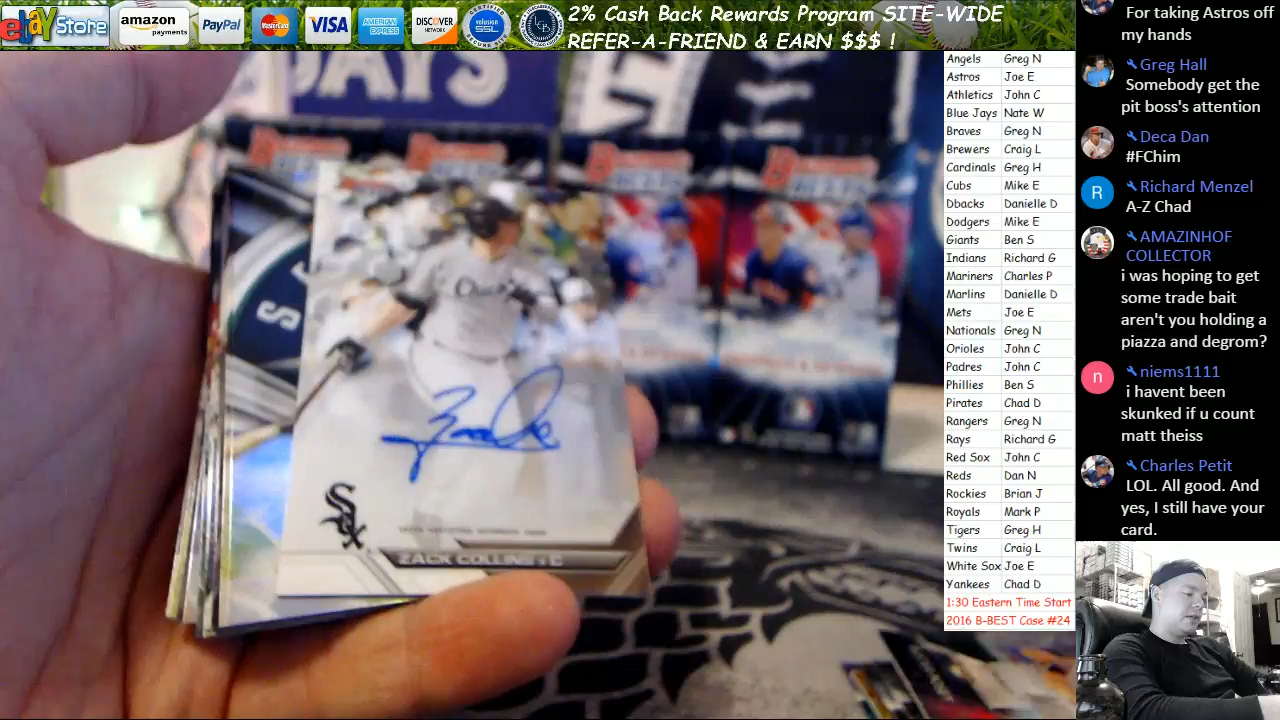 ebay Store
amazon payments
PayPal
MasterCard
VISA
AMERICAN EXPRESS
DISCOVER NETWORK
2% Cash Back Rewards Program SITE-WIDE
REFER-A-FRIEND & EARN $$$ !
Angels Greg N
Astros Joe E
Athletics John C
Blue Jays Nate W
Braves Greg N
Brewers Craig L
Cardinals Greg H
Cubs Mike E
Dbacks Danielle D
Dodgers Mike E
Giants Ben S
Indians Richard G
Mariners Charles P
Marlins Danielle D
Mets Joe E
Nationals Greg N
Orioles John C
Padres John C
Phillies Ben S
Pirates Chad D
Rangers Greg N
Rays Richard G
Red Sox John C
Reds Dan N
Rockies Brian J
Royals Mark P
Tigers Greg H
Twins Craig L
White Sox Joe E
Yankees Chad D
1:30 Eastern Time Start
2016 B-BEST Case #24
For taking Astros off
my hands
Greg Hall
Somebody get the
pit boss's attention
Deca Dan
#FChim
R
Richard Menzel
A-Z Chad
AMAZINHOF
COLLECTOR
i was hoping to get
some trade bait
aren't you holding a
piazza and degrom?
n
niems1111
i havent been
skunked if u count
matt theiss
Charles Petit
LOL. All good. And
yes, I still have your
card.
DAYS
Sox
ZACK COLLINS • C